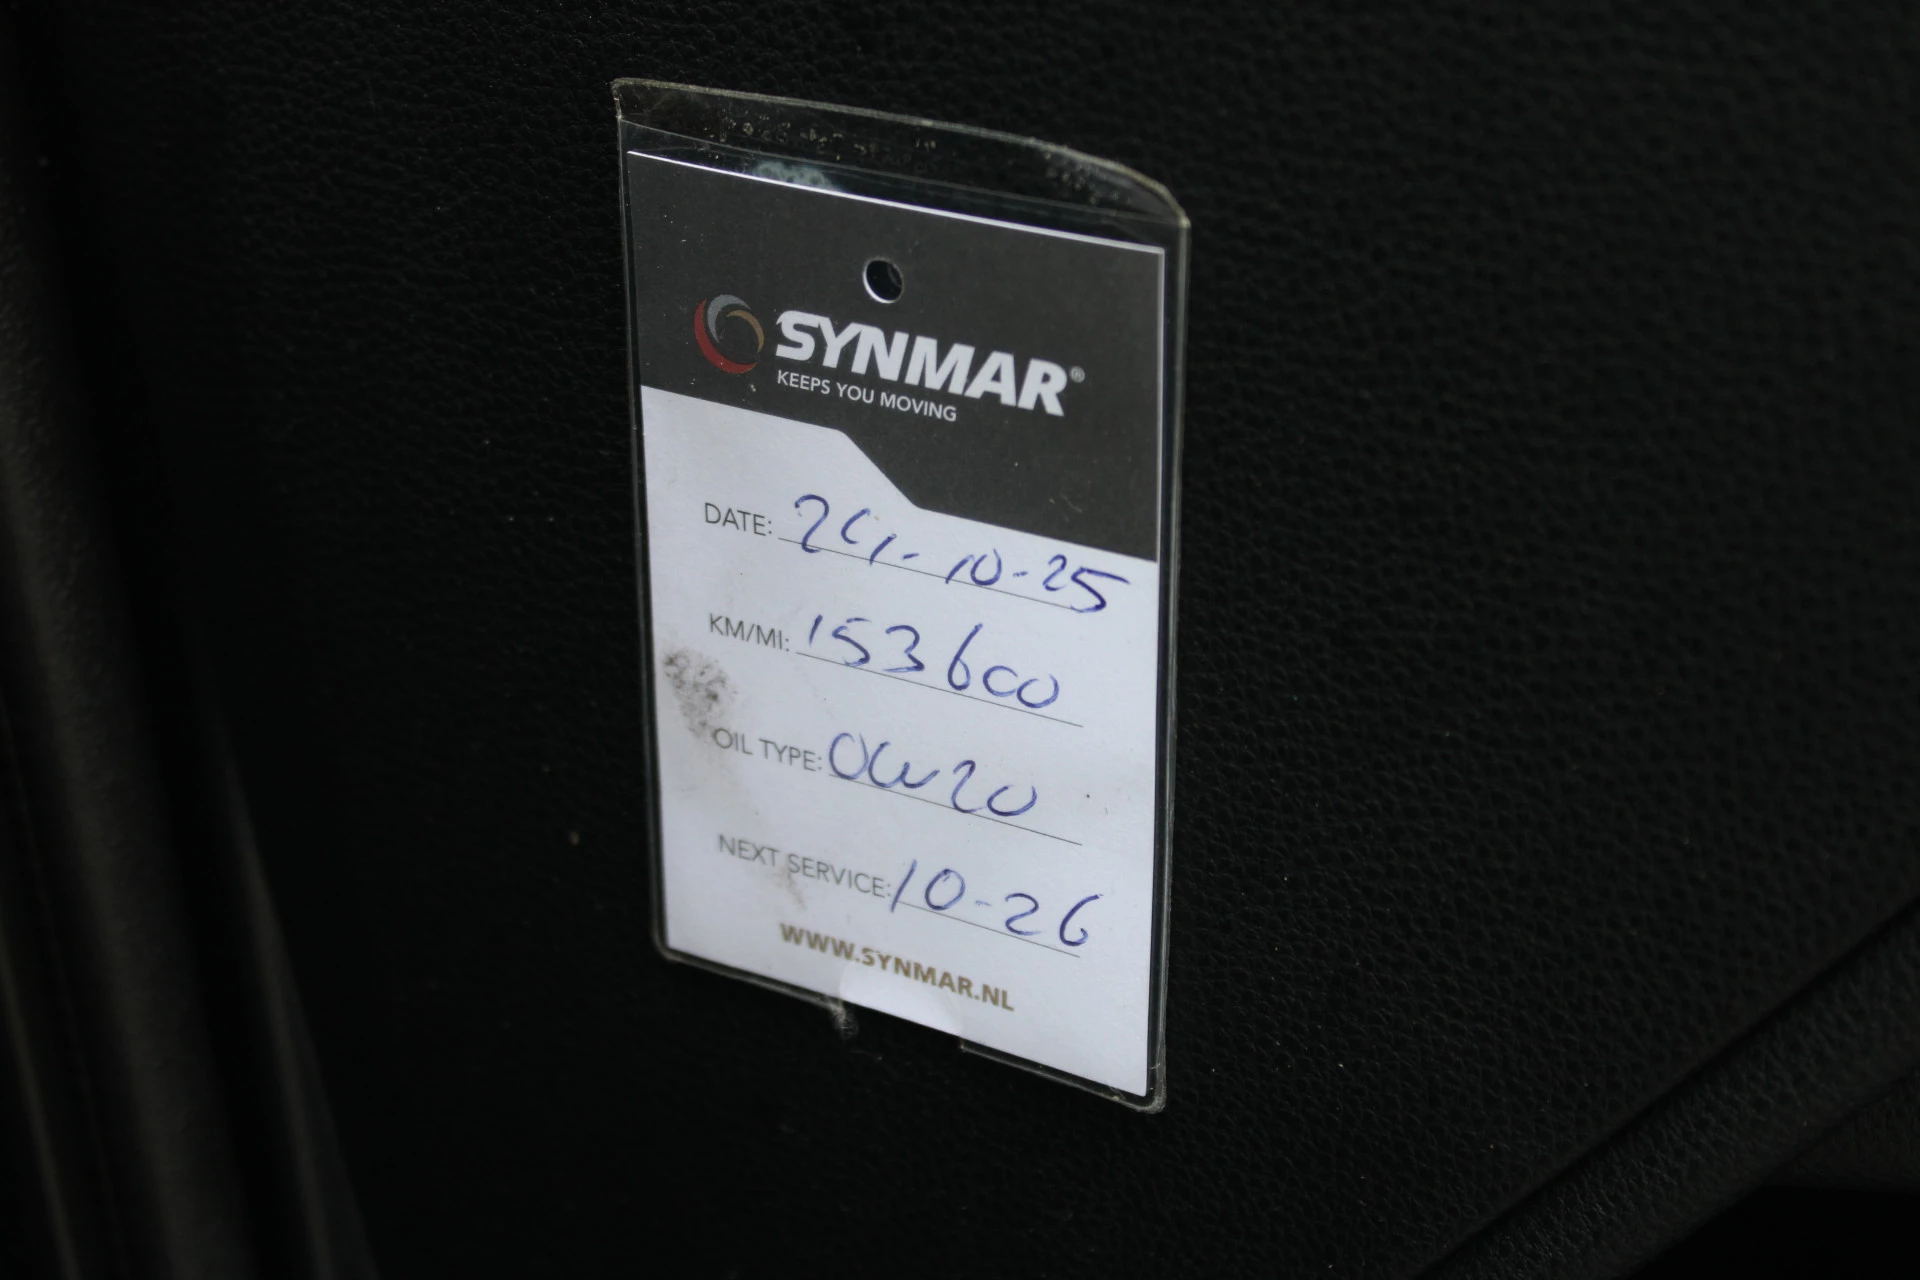 SYNMAR®
KEEPS YOU MOVING
DATE: 24-10-25
KM/MI: 153600
OIL TYPE: 0W20
NEXT SERVICE: 10-26
WWW.SYNMAR.NL